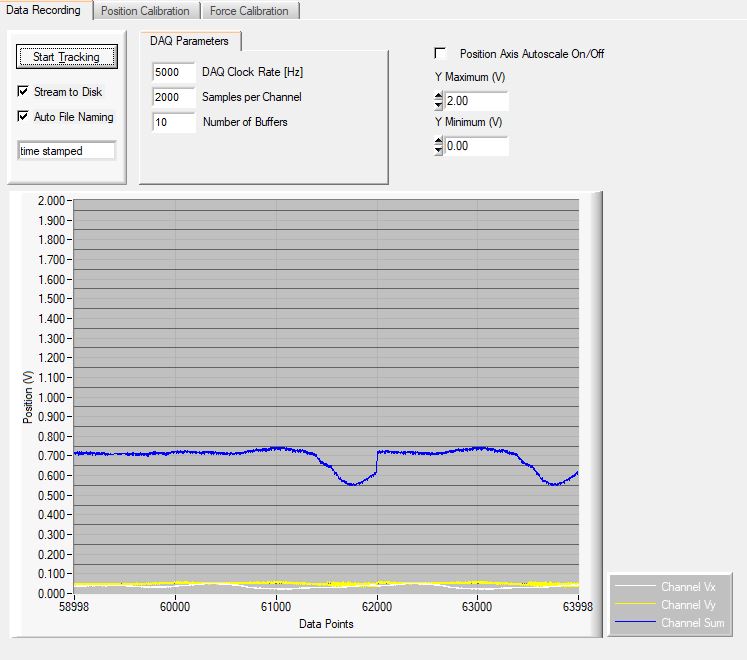 Data Recording Position Calibration Force Calibration
Start Tracking
Stream to Disk
Auto File Naming
time stamped
DAQ Parameters
5000 DAQ Clock Rate [Hz]
2000 Samples per Channel
10 Number of Buffers
Position Axis Autoscale On/Off
Y Maximum (V)
2.00
Y Minimum (V)
0.00
Position (V)
2.000
1.900
1.800
1.700
1.600
1.500
1.400
1.300
1.200
1.100
1.000
0.900
0.800
0.700
0.600
0.500
0.400
0.300
0.200
0.100
0.000
58998 60000 61000 62000 63000 63998
Data Points
Channel Vx
Channel Vy
Channel Sum